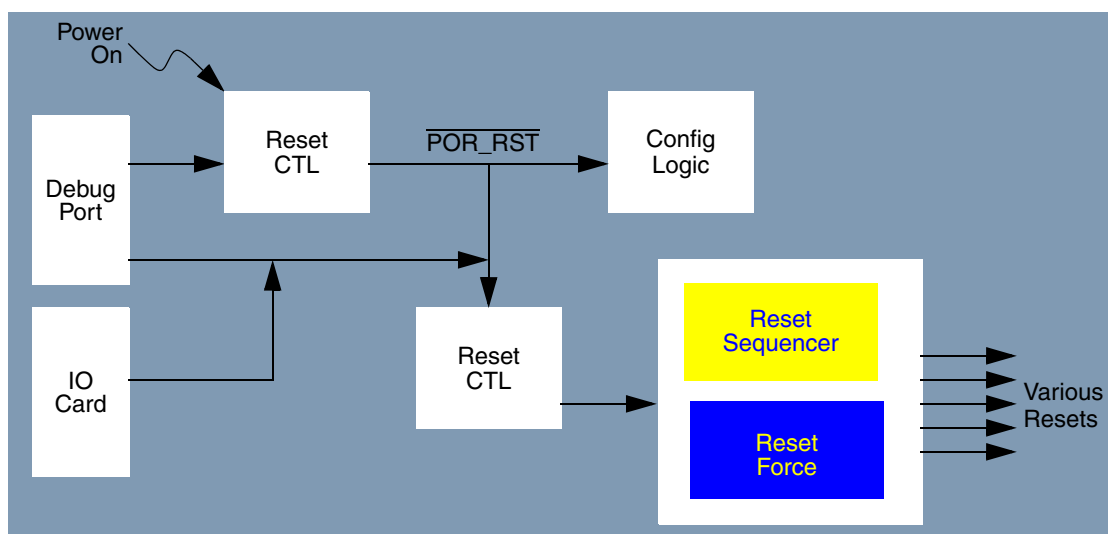 Power
On
Reset
CTL
POR_RST
Config
Logic
Debug
Port
IO
Card
Reset
CTL
Reset
Sequencer
Reset
Force
Various
Resets